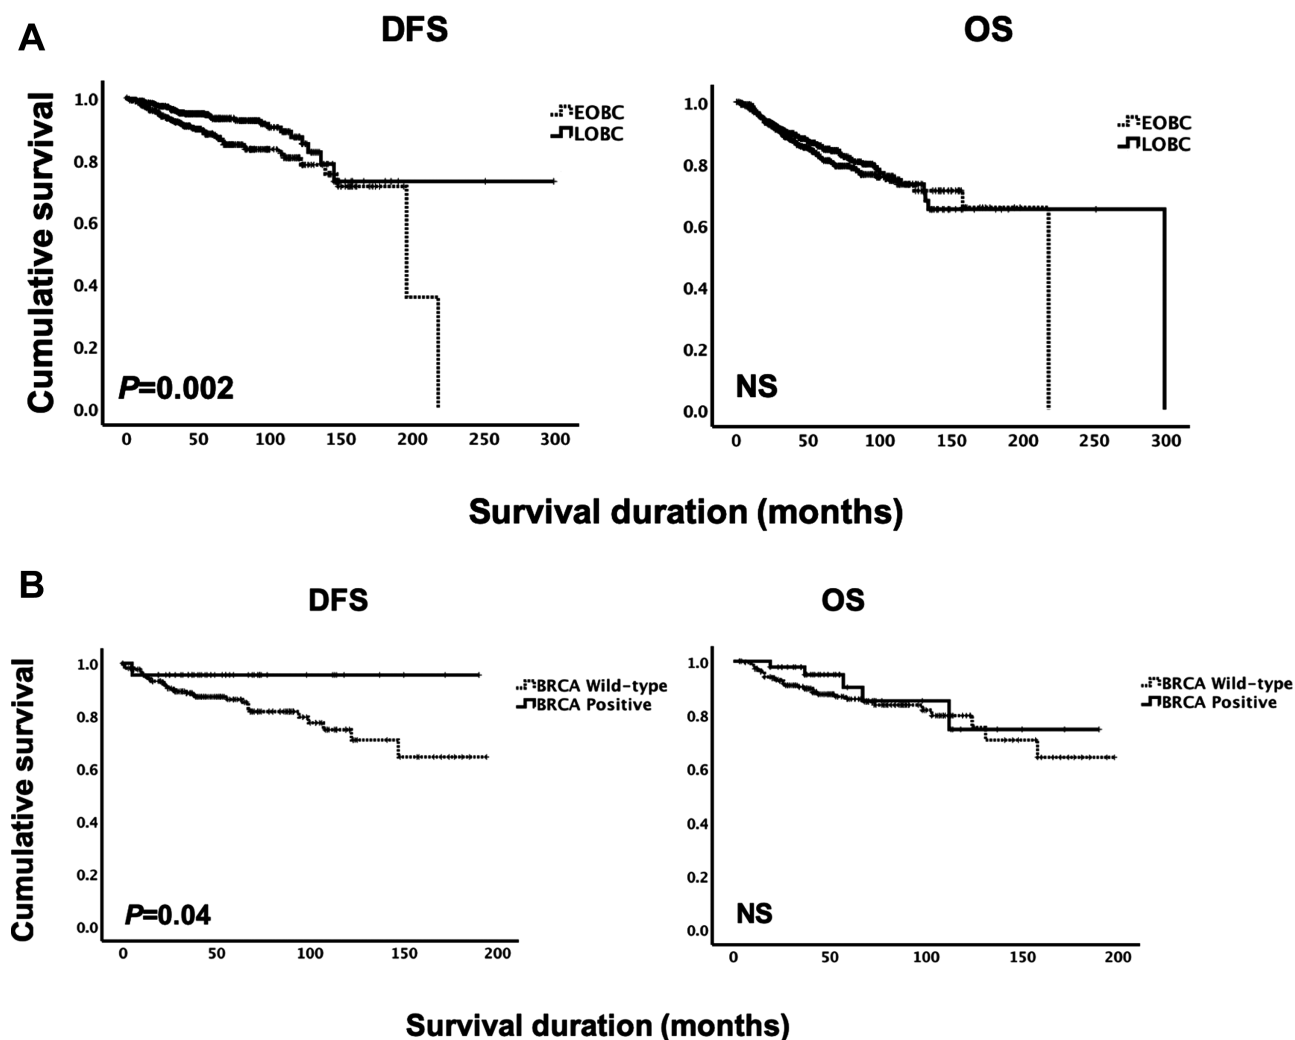 A
DFS
OS
Cumulative survival
1.0
0.8
0.6
0.4
0.2
0.0
EOBC
LOBC
P=0.002
0 50 100 150 200 250 300
1.0
0.8
0.6
0.4
0.2
0.0
EOBC
LOBC
NS
0 50 100 150 200 250 300
Survival duration (months)
B
DFS
OS
Cumulative survival
1.0
0.8
0.6
0.4
0.2
0.0
BRCA Wild-type
BRCA Positive
P=0.04
0 50 100 150 200
1.0
0.8
0.6
0.4
0.2
0.0
BRCA Wild-type
BRCA Positive
NS
0 50 100 150 200
Survival duration (months)